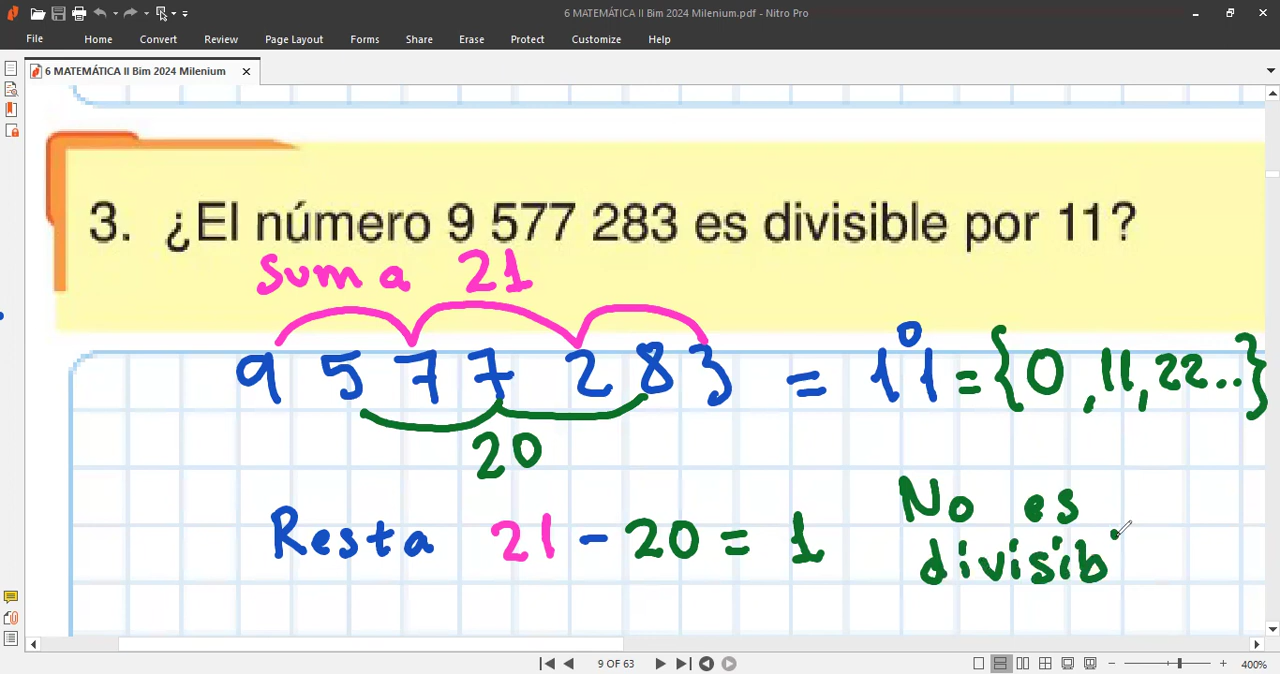 6 MATEMÁTICA II Bim 2024 Milenium.pdf - Nitro Pro
File Home Convert Review Page Layout Forms Share Erase Protect Customize Help
6 MATEMÁTICA II Bim 2024 Milenium
3. ¿El número 9 577 283 es divisible por 11?
suma 21
9 5 7 7 2 8 3 = 11 = {0, 11, 22..}
20
Resta 21 - 20 = 1
No es
divisib
9 OF 63
400%